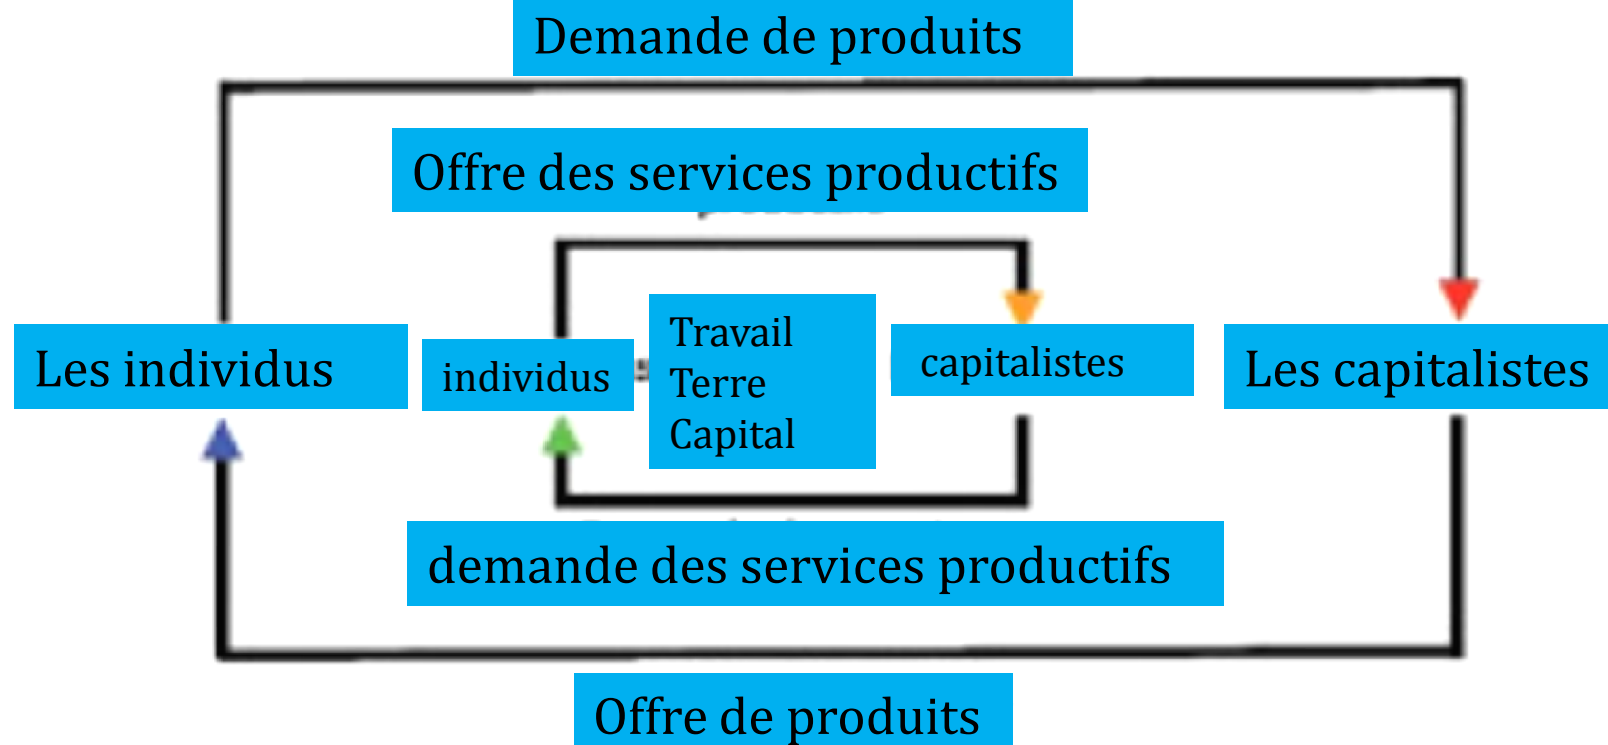 Demande de produits
Offre des services productifs
Les individus
individus
Travail
Terre
Capital
capitalistes
Les capitalistes
demande des services productifs
Offre de produits